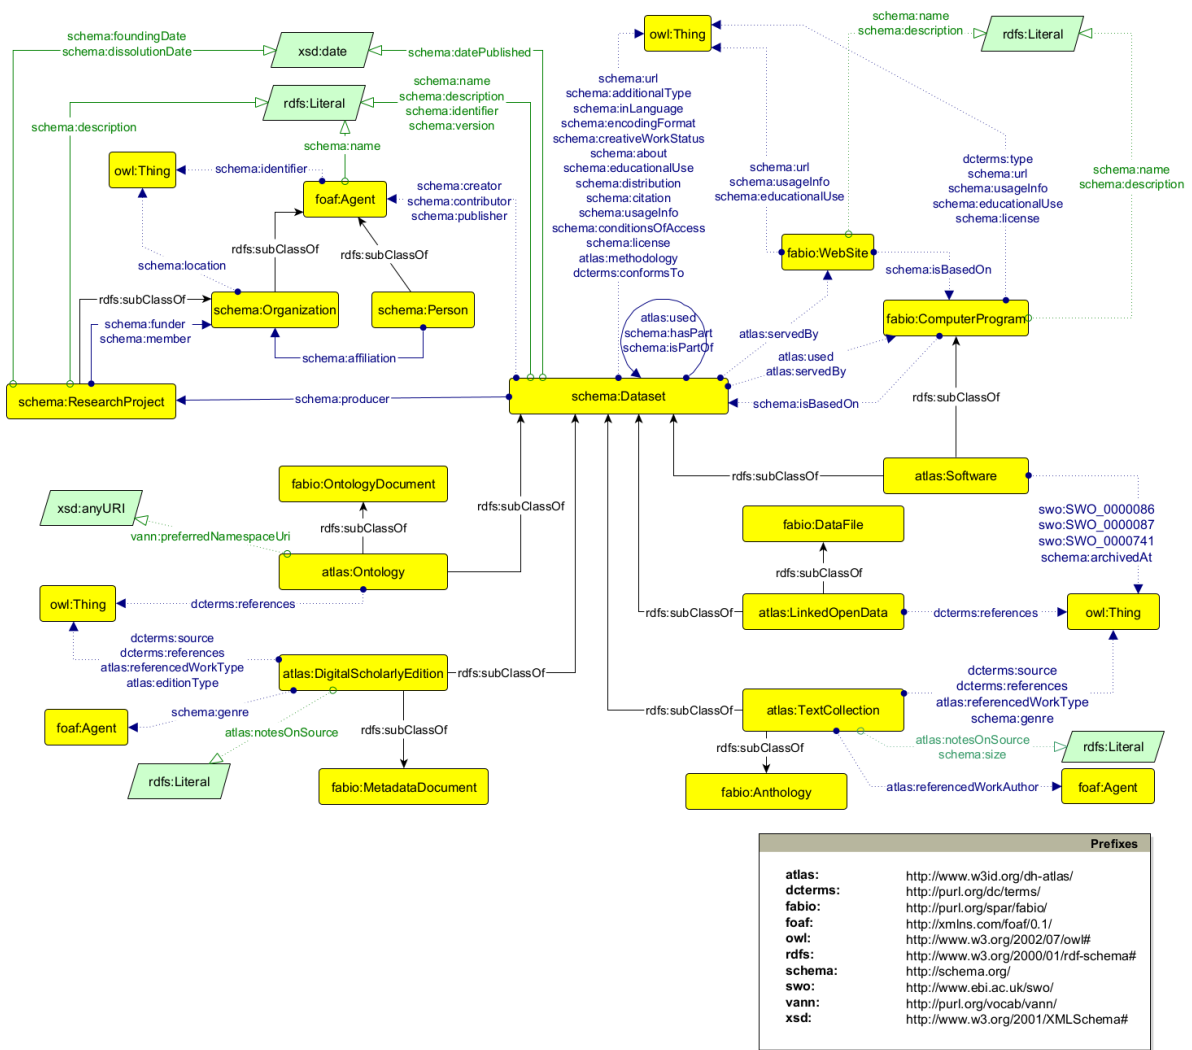 schema:foundingDate
schema:dissolutionDate
xsd:date
schema:datePublished
owl:Thing
schema:name
schema:description
rdfs:Literal
schema:name
schema:description
schema:identifier
schema:version
rdfs:Literal
schema:description
schema:name
schema:url
schema:additionalType
schema:inLanguage
schema:encodingFormat
schema:creativeWorkStatus
schema:about
schema:educationalUse
schema:distribution
schema:citation
schema:usageInfo
schema:conditionsOfAccess
schema:license
atlas:methodology
dcterms:conformsTo
schema:url
schema:usageInfo
schema:educationalUse
dcterms:type
schema:url
schema:usageInfo
schema:educationalUse
schema:license
schema:name
schema:description
owl:Thing
schema:identifier
foaf:Agent
schema:creator
schema:contributor
schema:publisher
rdfs:subClassOf
rdfs:subClassOf
schema:location
fabio:WebSite
schema:isBasedOn
rdfs:subClassOf
schema:funder
schema:member
schema:Organization
schema:Person
schema:affiliation
atlas:used
schema:hasPart
schema:isPartOf
atlas:servedBy
atlas:used
atlas:servedBy
fabio:ComputerProgram
schema:ResearchProject
schema:producer
schema:Dataset
schema:isBasedOn
rdfs:subClassOf
rdfs:subClassOf
atlas:Software
fabio:OntologyDocument
rdfs:subClassOf
xsd:anyURI
vann:preferredNamespaceUri
rdfs:subClassOf
atlas:Ontology
fabio:DataFile
rdfs:subClassOf
swo:SWO_0000086
swo:SWO_0000087
swo:SWO_0000741
schema:archivedAt
owl:Thing
dcterms:references
rdfs:subClassOf
atlas:LinkedOpenData
dcterms:references
owl:Thing
dcterms:source
dcterms:references
atlas:referencedWorkType
atlas:editionType
atlas:DigitalScholarlyEdition
rdfs:subClassOf
foaf:Agent
schema:genre
atlas:notesOnSource
rdfs:subClassOf
rdfs:Literal
fabio:MetadataDocument
rdfs:subClassOf
atlas:TextCollection
dcterms:source
dcterms:references
atlas:referencedWorkType
schema:genre
rdfs:subClassOf
atlas:notesOnSource
schema:size
rdfs:Literal
fabio:Anthology
atlas:referencedWorkAuthor
foaf:Agent
Prefixes
atlas: http://www.w3id.org/dh-atlas/
dcterms: http://purl.org/dc/terms/
fabio: http://purl.org/spar/fabio/
foaf: http://xmlns.com/foaf/0.1/
owl: http://www.w3.org/2002/07/owl#
rdfs: http://www.w3.org/2000/01/rdf-schema#
schema: http://schema.org/
swo: http://www.ebi.ac.uk/swo/
vann: http://purl.org/vocab/vann/
xsd: http://www.w3.org/2001/XMLSchema#